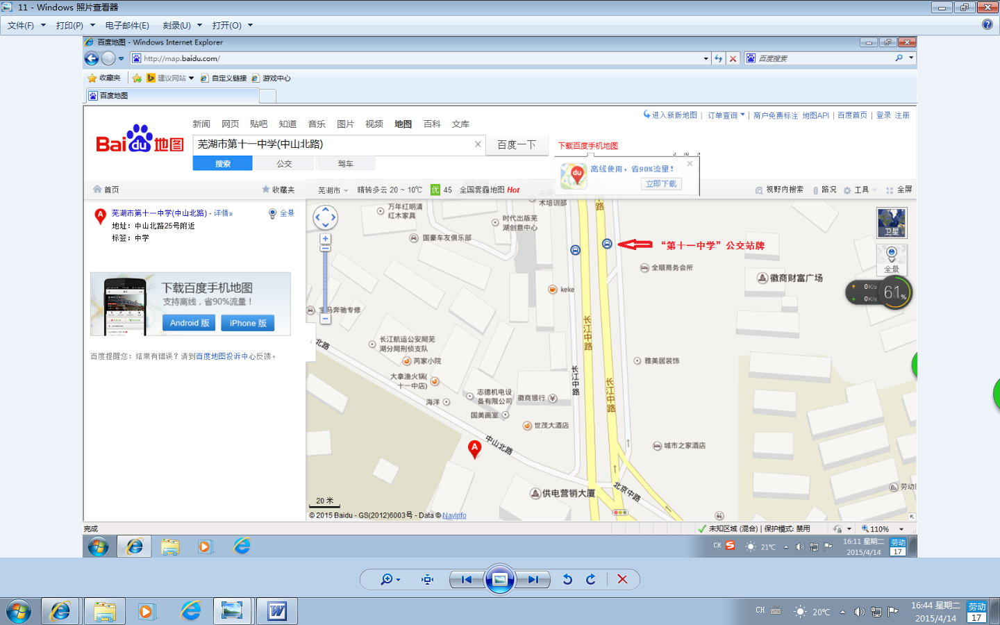 11 - Windows 照片查看器
文件(F) 打印(P) 电子邮件(E) 刻录(U) 打开(O)
百度地图 - Windows Internet Explorer
http://map.baidu.com/
百度搜索
收藏夹 建议网站 自定义链接 游戏中心
百度地图
进入新版地图 | 订单查询 | 商户免费标注 地图API | 百度首页 | 登录 注册
新闻 网页 贴吧 知道 音乐 图片 视频 地图 百科 文库
Bai du 地图
芜湖市第十一中学(中山北路)
百度一下
下载百度手机地图
搜索 公交 驾车
离线使用，省90%流量！
立即下载
首页 收藏夹
芜湖市 晴转多云 20 ~ 10℃ 优 45 全国雾霾地图 Hot
视野内搜索 路况 工具 全屏
A 芜湖市第十一中学(中山北路) - 详情» 全景
地址：中山北路25号附近
标签：中学
下载百度手机地图
支持离线，省90%流量！
Android 版 iPhone 版
百度提醒您：结果有错误？请到百度地图投诉中心反馈。
术培训部
万年红明清
红木家具
时代出版芜
湖创意中心
国豪车友俱乐部
“第十一中学”公交站牌
卫星
全景
全顺商务会所
徽商财富广场
keke
0K/s
0K/s
61%
宝马奔驰专修
长江中路
北路
长江航运公安局芜
湖分局刑侦支队
芮家小院
雅美居装饰
大拿渔火锅(
十一中店)
长江中路
长江中路
志德机电设
备有限公司
徽商银行
海洋
国美画室
世茂大酒店
中山北路
A
城市之家酒店
供电营销大厦
北京中路
劳动
20 米
© 2015 Baidu - GS(2012)6003号 - Data © NavInfo
完成
未知区域 (混合) | 保护模式: 禁用
110%
CH 21℃
16:11 星期二
2015/4/14
劳动
17
CH 20℃
16:44 星期二
2015/4/14
劳动
17